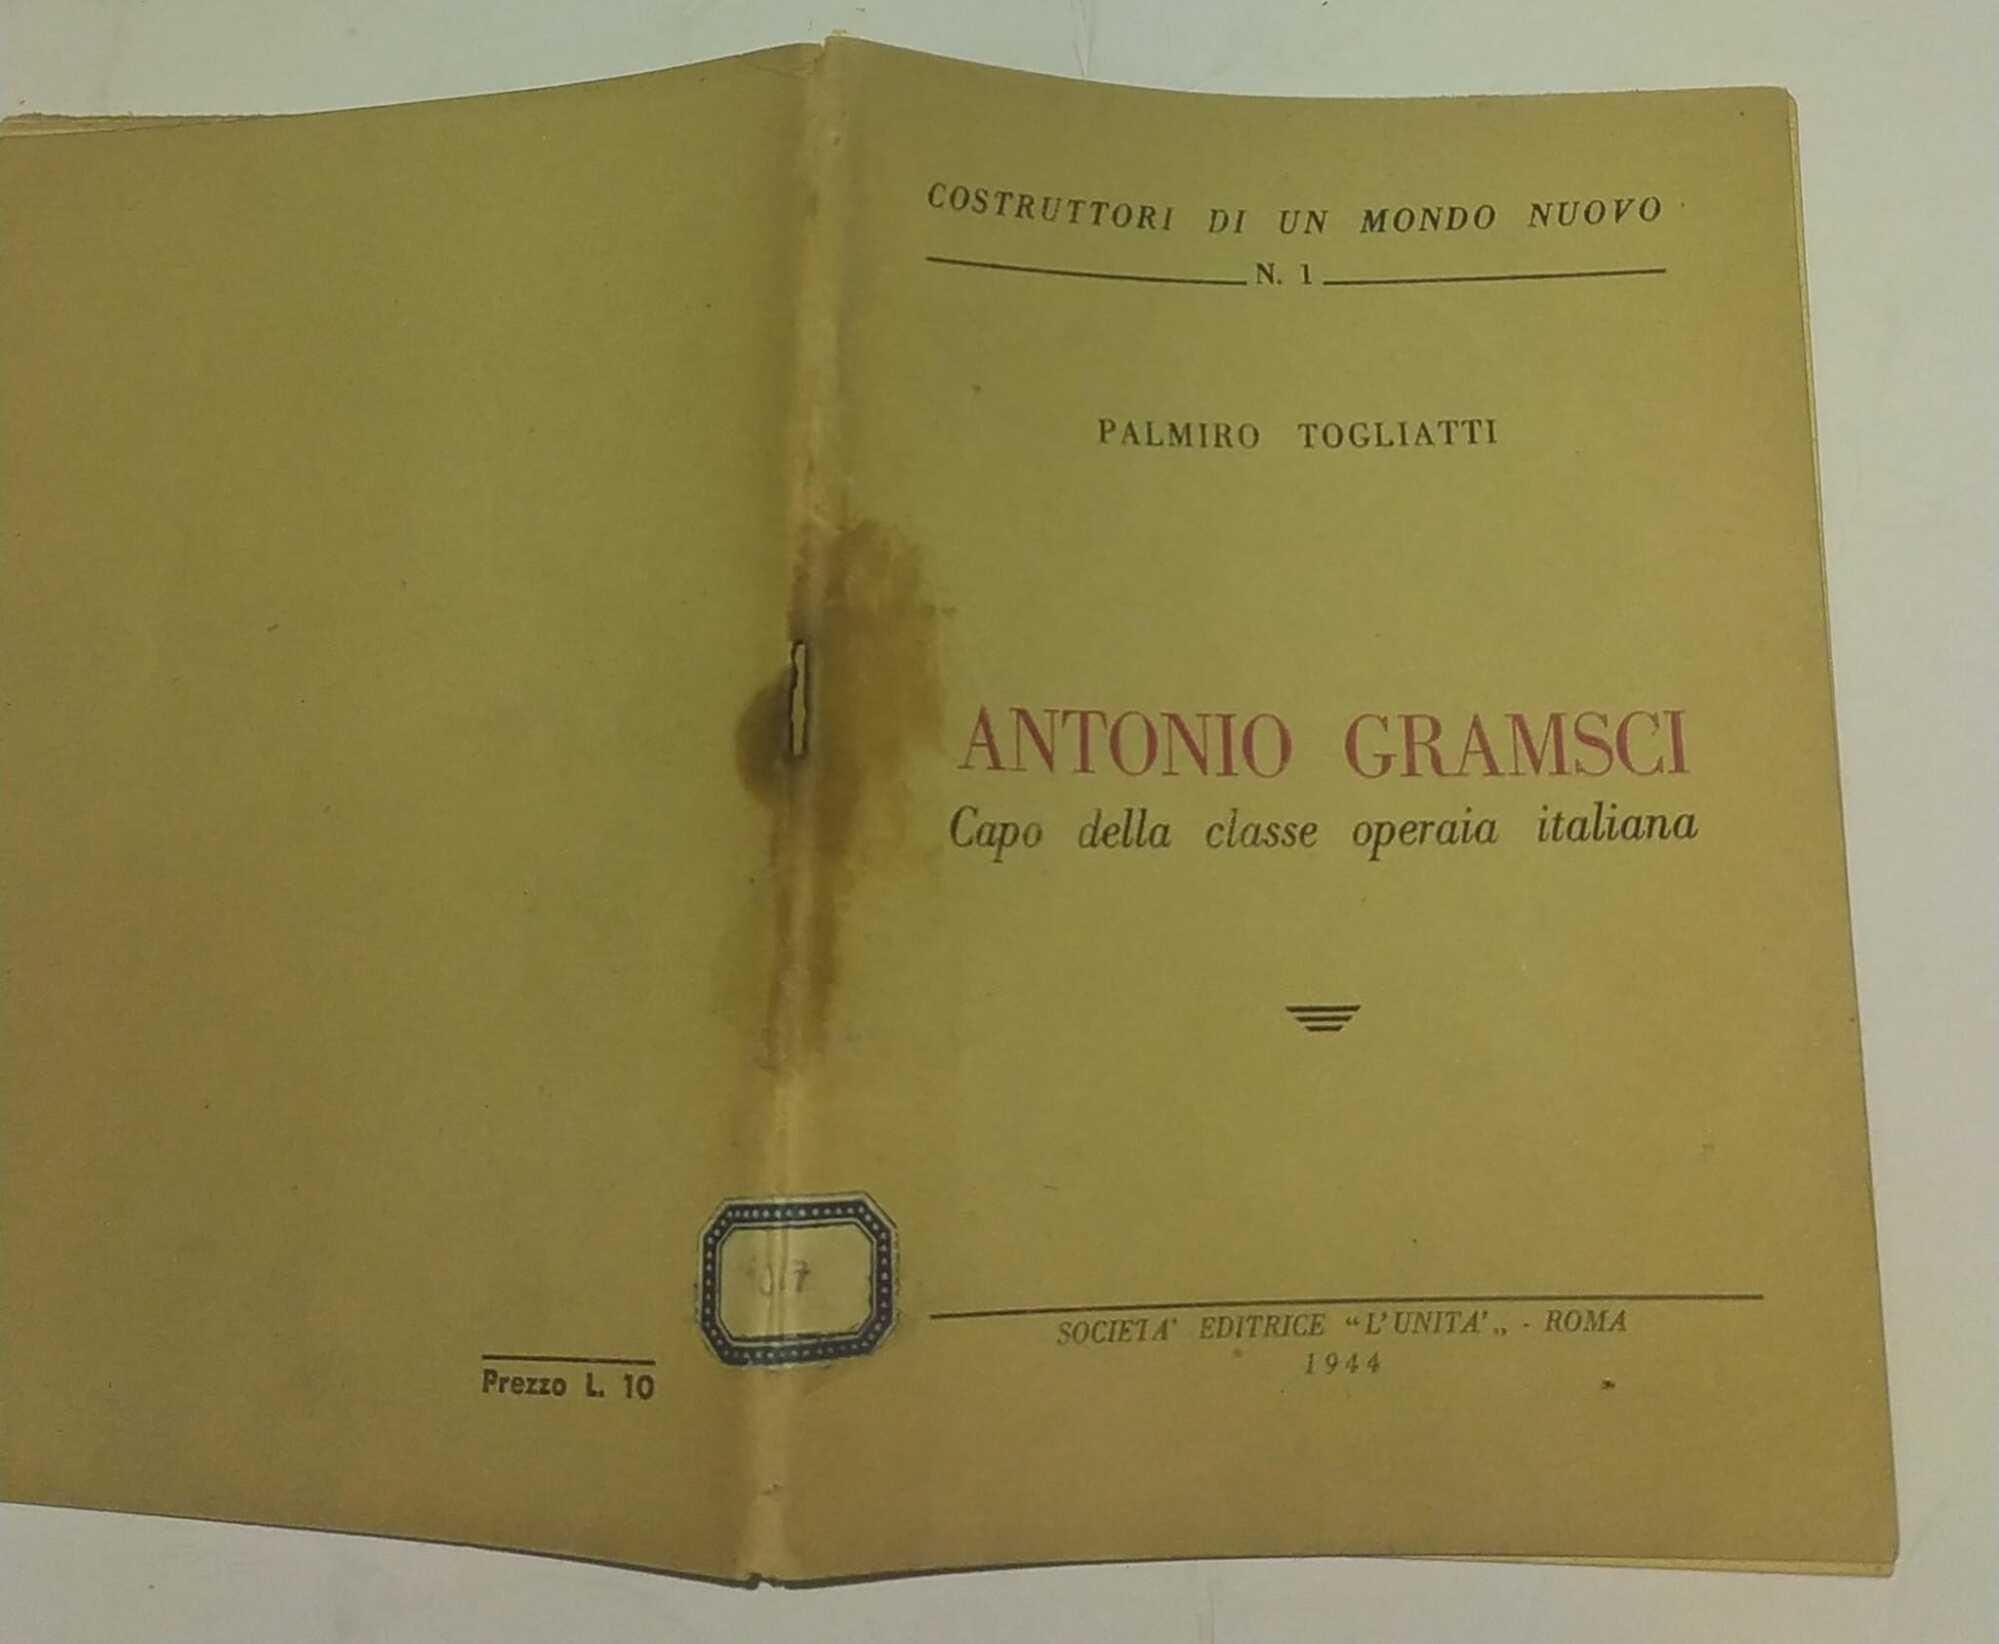 COSTRUTTORI DI UN MONDO NUOVO
N. 1
PALMIRO TOGLIATTI
ANTONIO GRAMSCI
Capo della classe operaia italiana
SOCIETA' EDITRICE “L'UNITA'„ - ROMA
1944
Prezzo L. 10